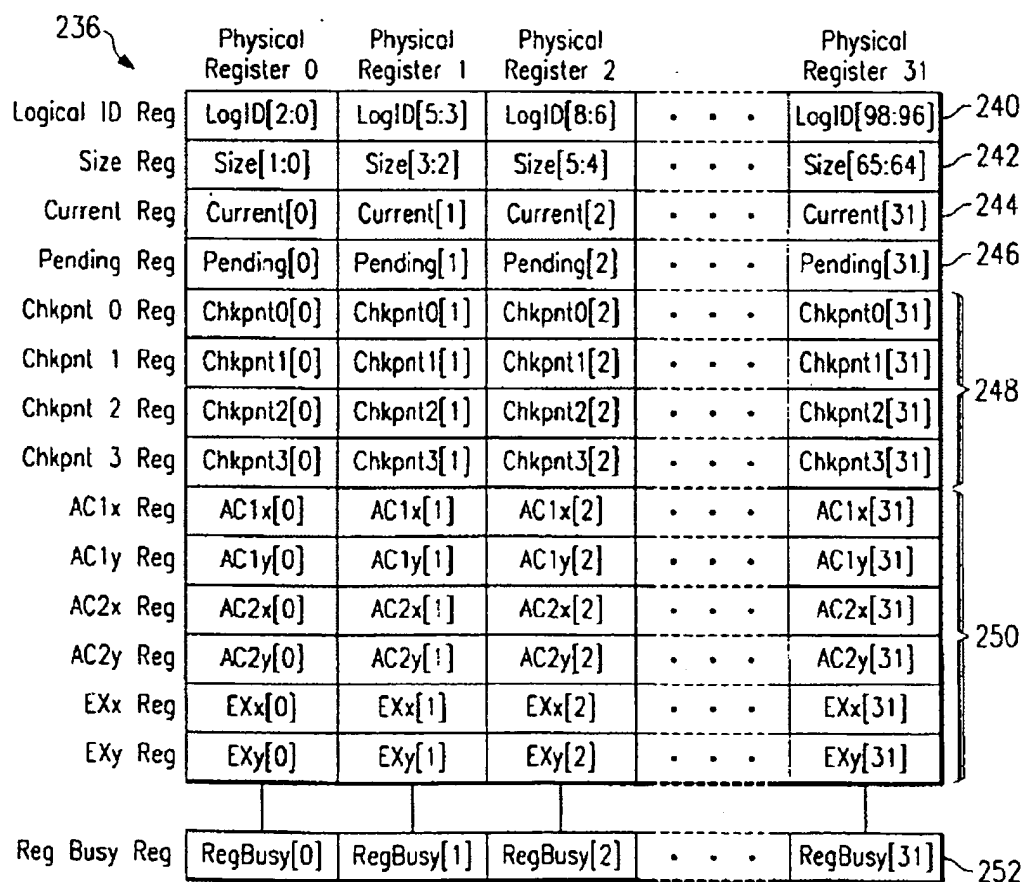 236
Physical Register 0
Physical Register 1
Physical Register 2
Physical Register 31
Logical ID Reg LogID[2:0] LogID[5:3] LogID[8:6] . . . LogID[98:96] 240
Size Reg Size[1:0] Size[3:2] Size[5:4] . . . Size[65:64] 242
Current Reg Current[0] Current[1] Current[2] . . . Current[31] 244
Pending Reg Pending[0] Pending[1] Pending[2] . . . Pending[31] 246
Chkpnt 0 Reg Chkpnt0[0] Chkpnt0[1] Chkpnt0[2] . . . Chkpnt0[31]
Chkpnt 1 Reg Chkpnt1[0] Chkpnt1[1] Chkpnt1[2] . . . Chkpnt1[31]
248
Chkpnt 2 Reg Chkpnt2[0] Chkpnt2[1] Chkpnt2[2] . . . Chkpnt2[31]
Chkpnt 3 Reg Chkpnt3[0] Chkpnt3[1] Chkpnt3[2] . . . Chkpnt3[31]
AC1x Reg AC1x[0] AC1x[1] AC1x[2] . . . AC1x[31]
AC1y Reg AC1y[0] AC1y[1] AC1y[2] . . . AC1y[31]
AC2x Reg AC2x[0] AC2x[1] AC2x[2] . . . AC2x[31]
250
AC2y Reg AC2y[0] AC2y[1] AC2y[2] . . . AC2y[31]
EXx Reg EXx[0] EXx[1] EXx[2] . . . EXx[31]
EXy Reg EXy[0] EXy[1] EXy[2] . . . EXy[31]
Reg Busy Reg RegBusy[0] RegBusy[1] RegBusy[2] . . . RegBusy[31] 252